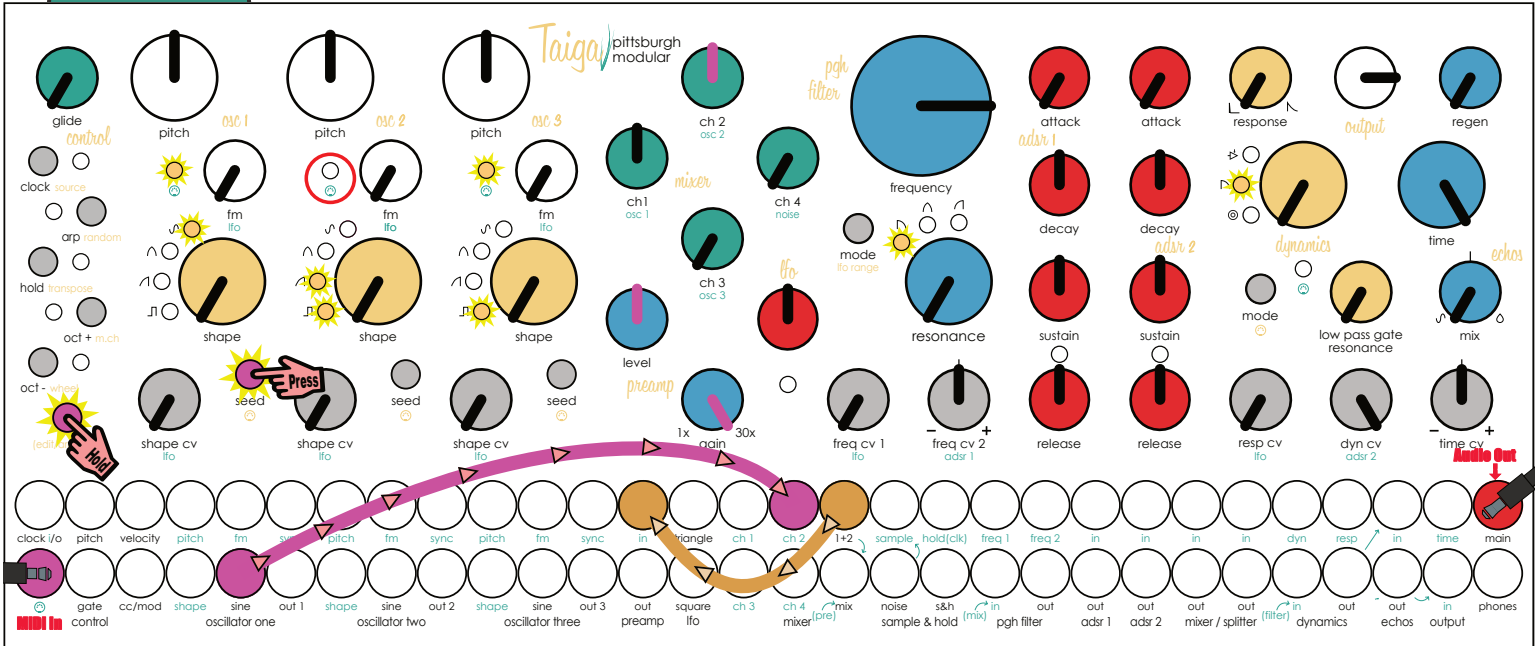 Taiga
pittsburgh
modular
glide
control
clock source
arp random
hold transpose
oct + m.ch
oct - wheel
Hold
pitch
osc 1
fm
lfo
shape
seed
shape cv
lfo
Press
pitch
osc 2
fm
lfo
shape
seed
shape cv
lfo
pitch
osc 3
fm
lfo
shape
seed
shape cv
lfo
ch 2
osc 2
ch1
osc 1
mixer
ch 4
noise
ch 3
osc 3
lfo
level
preamp
1x
30x
gain
pgh
filter
frequency
mode
lfo range
resonance
freq cv 1
lfo
freq cv 2
- +
adsr 1
adsr 1
attack
decay
sustain
release
attack
decay
adsr 2
sustain
release
response
output
dynamics
mode
low pass gate
resonance
resp cv
lfo
dyn cv
adsr 2
regen
time
echos
mix
time cv
- +
Audio Out
clock i/o pitch velocity pitch fm sync pitch fm sync pitch fm sync in triangle ch 1 ch 2 1+2 sample hold(clk) freq 1 freq 2 in in in in dyn resp in time main
gate cc/mod shape sine out 1 shape sine out 2 shape sine out 3 out square ch 3 ch 4 mix noise s&h in out out out out out in out out in phones
MIDI In control oscillator one oscillator two oscillator three preamp lfo mixer (pre) sample & hold (mix) pgh filter adsr 1 adsr 2 mixer / splitter (filter) dynamics echos output